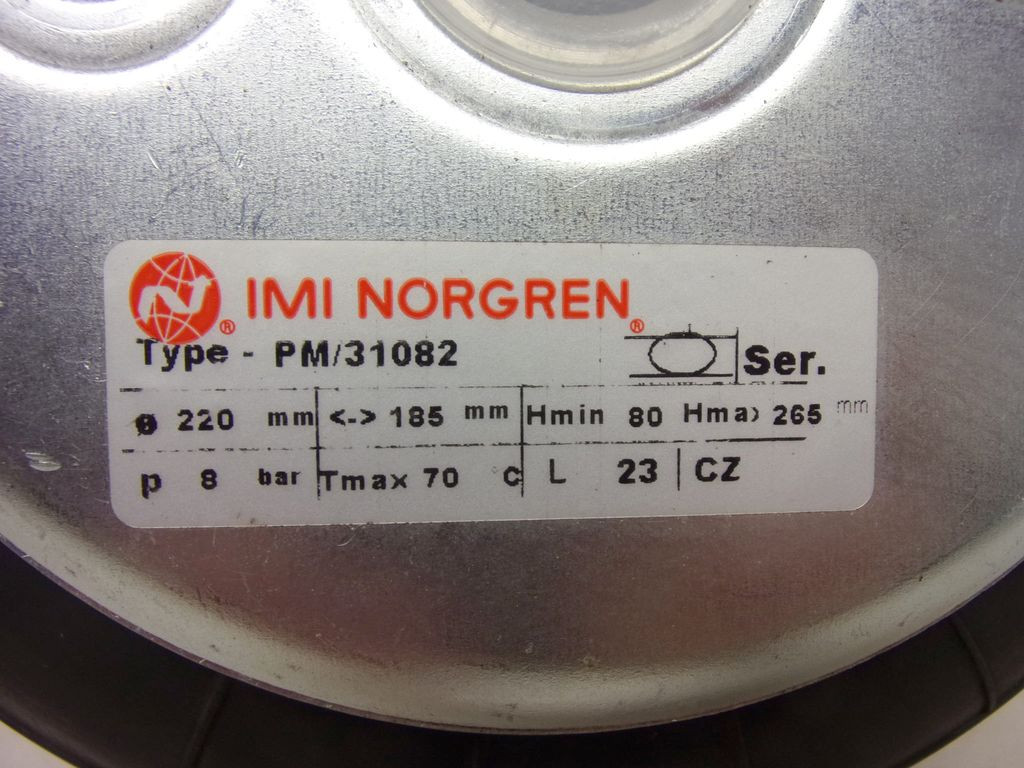 IMI NORGREN®
Type - PM/31082 Ser.
ø 220 mm <-> 185 mm Hmin 80 Hmax 265 mm
p 8 bar Tmax 70 C L 23 CZ